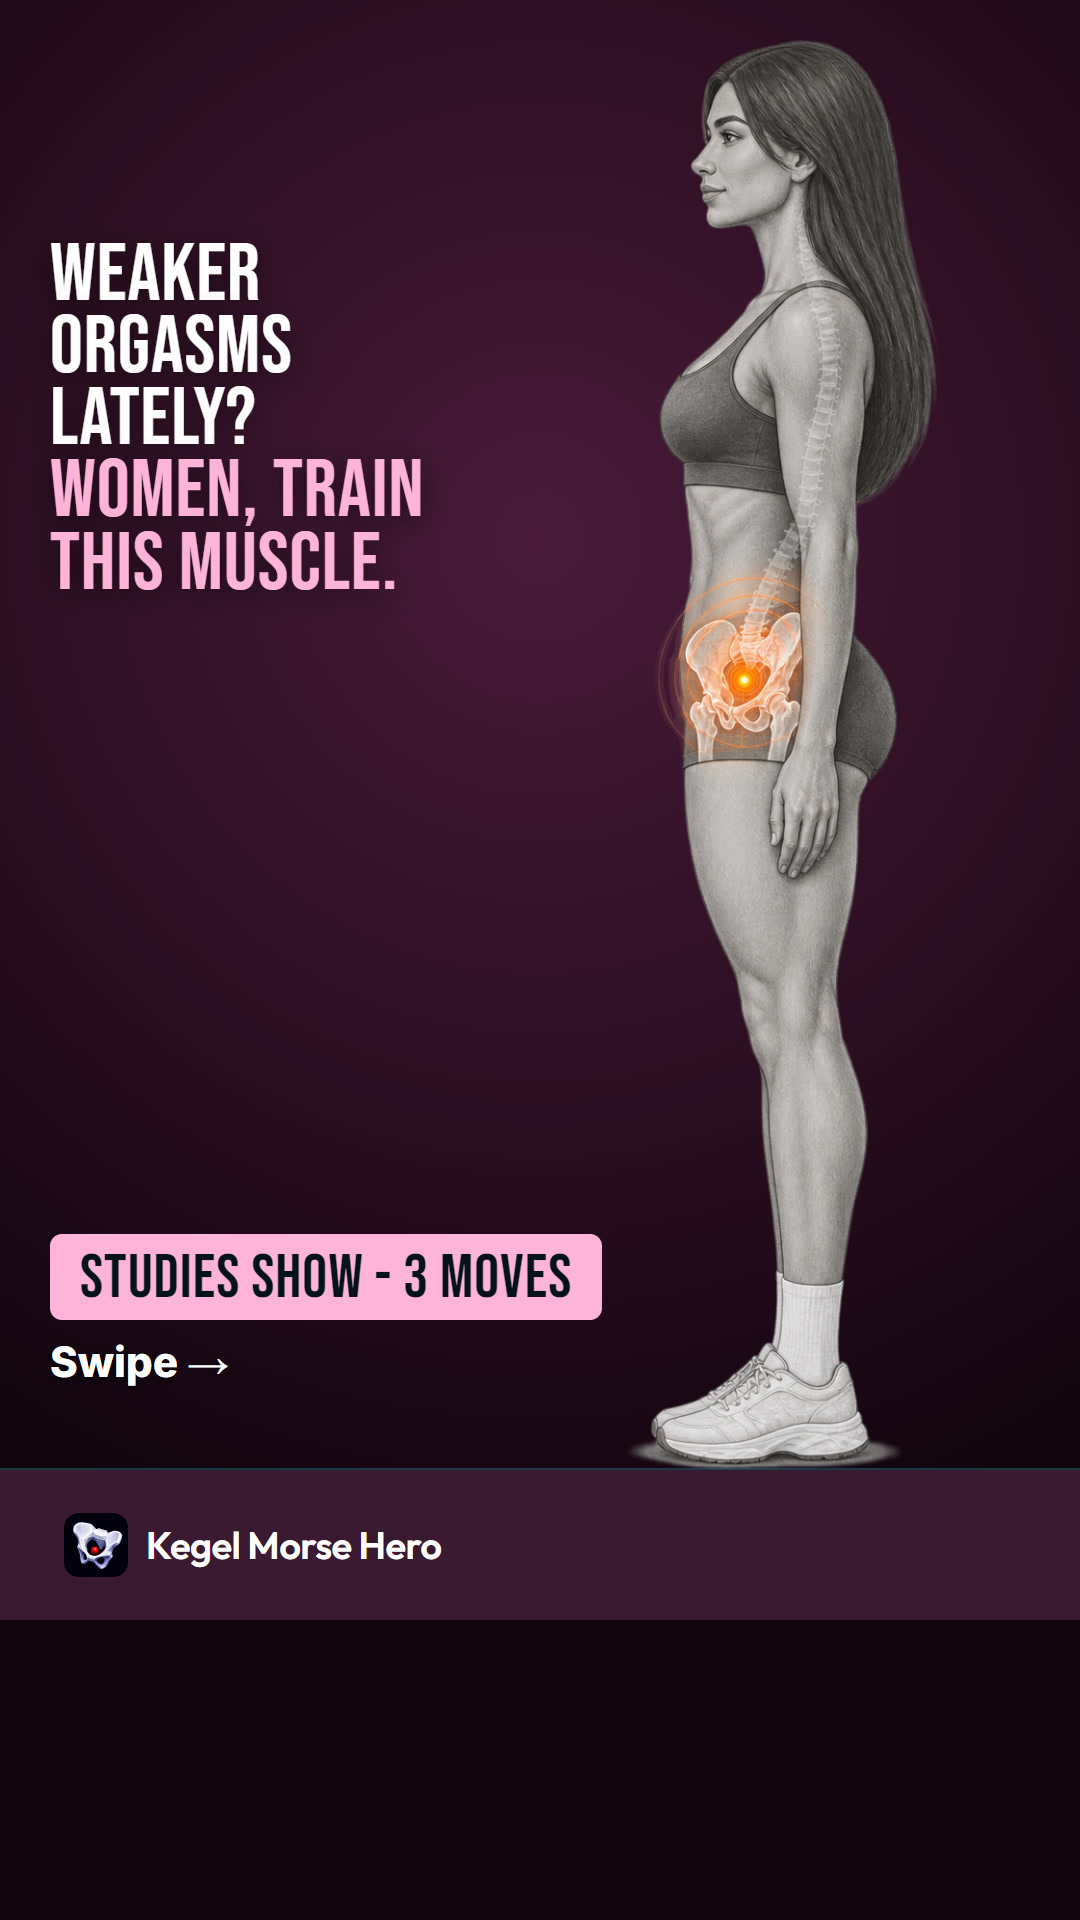 WEAKER
ORGASMS
LATELY?
WOMEN, TRAIN
THIS MUSCLE.
STUDIES SHOW - 3 MOVES
Swipe →
Kegel Morse Hero